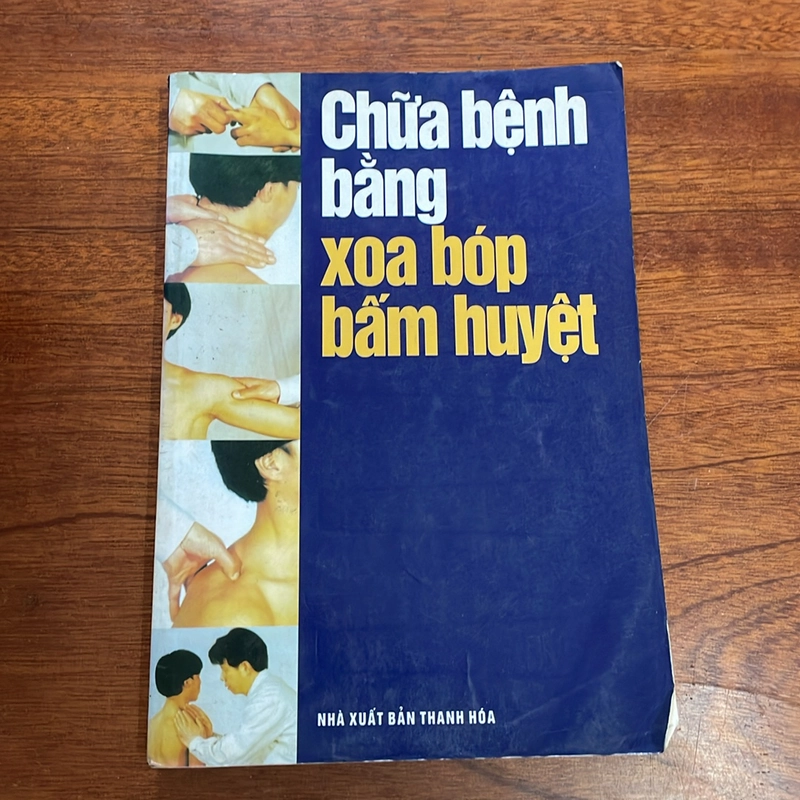 Chữa bệnh
bằng
xoa bóp
bấm huyệt
NHÀ XUẤT BẢN THANH HÓA